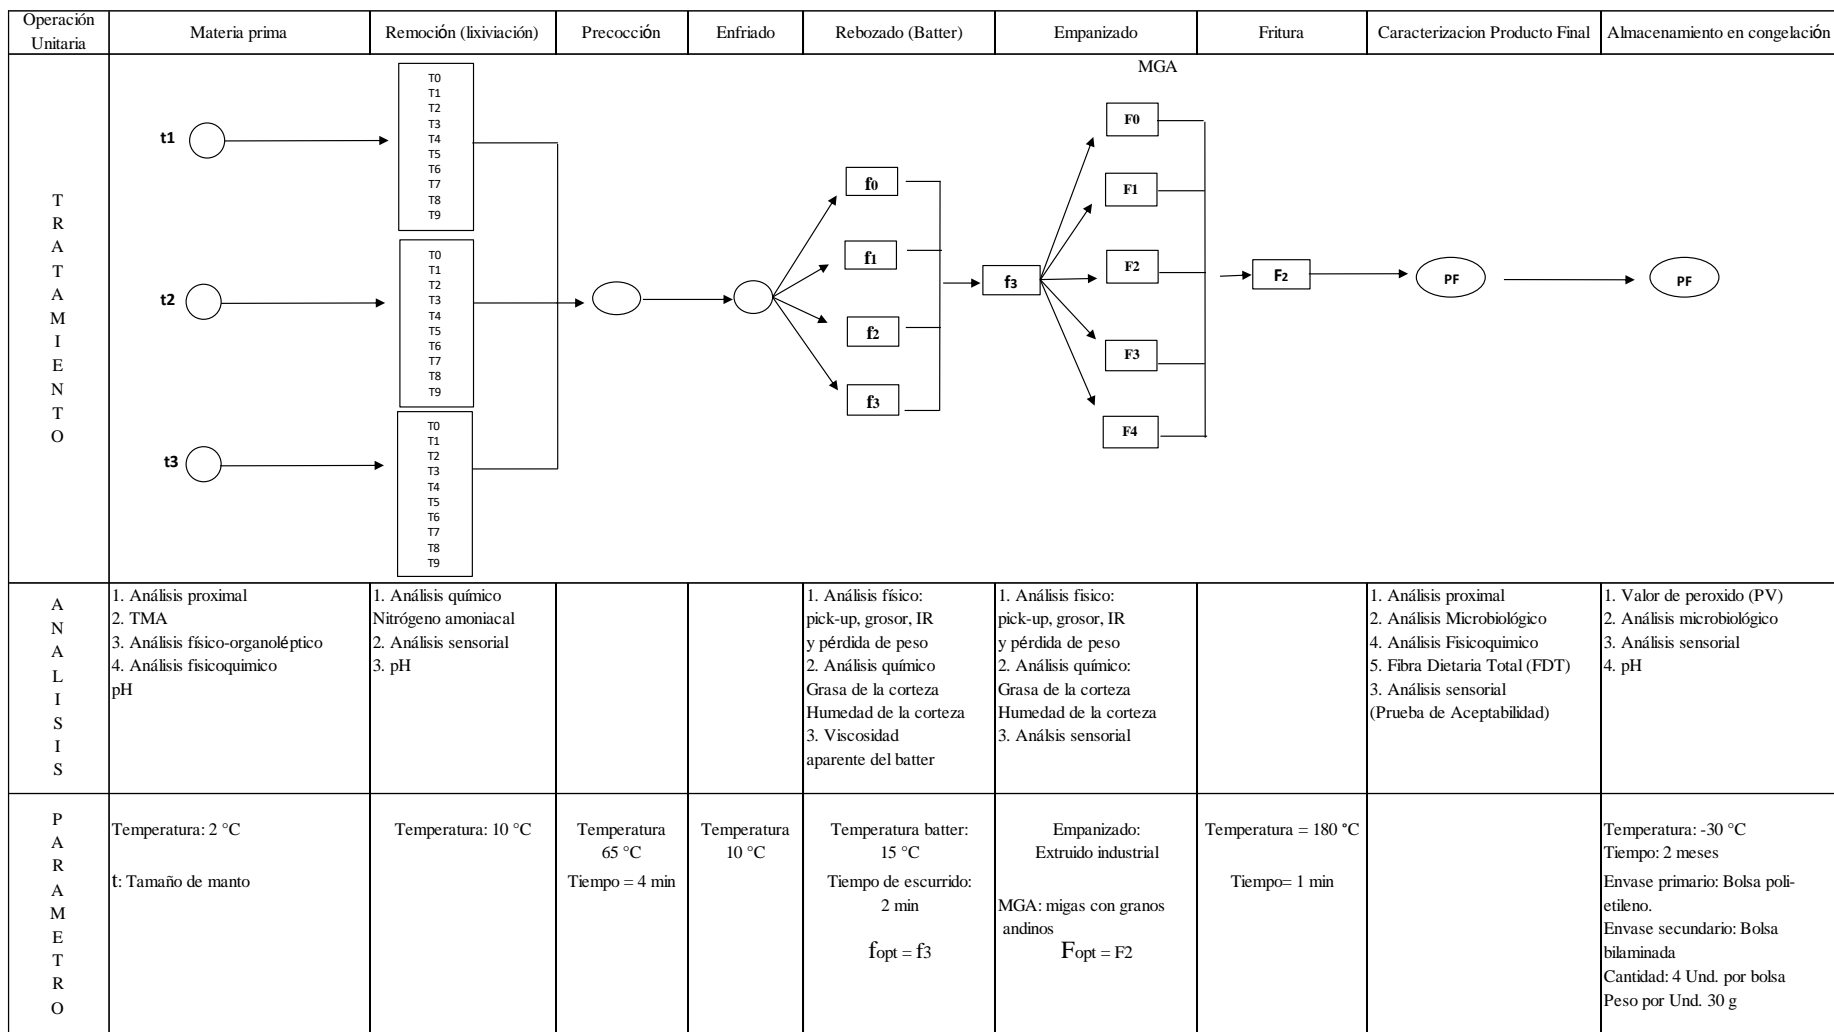 Operación
Unitaria
Materia prima
Remoción (lixiviación)
Precocción
Enfriado
Rebozado (Batter)
Empanizado
Fritura
Caracterizacion Producto Final
Almacenamiento en congelación
T
R
A
T
A
M
I
E
N
T
O
t1
T0
T1
T2
T3
T4
T5
T6
T7
T8
T9
t2
T0
T1
T2
T3
T4
T5
T6
T7
T8
T9
t3
T0
T1
T2
T3
T4
T5
T6
T7
T8
T9
f0
f1
f2
f3
f3
MGA
F0
F1
F2
F3
F4
F2
PF
PF
A
N
A
L
I
S
I
S
1. Análisis proximal
2. TMA
3. Análisis físico-organoléptico
4. Análisis fisicoquimico
pH
1. Análisis químico
Nitrógeno amoniacal
2. Análisis sensorial
3. pH
1. Análisis físico:
pick-up, grosor, IR
y pérdida de peso
2. Análisis químico
Grasa de la corteza
Humedad de la corteza
3. Viscosidad
aparente del batter
1. Análisis fisico:
pick-up, grosor, IR
y pérdida de peso
2. Análisis químico:
Grasa de la corteza
Humedad de la corteza
3. Análsis sensorial
1. Análisis proximal
2. Análisis Microbiológico
4. Análisis Fisicoquimico
5. Fibra Dietaria Total (FDT)
3. Análisis sensorial
(Prueba de Aceptabilidad)
1. Valor de peroxido (PV)
2. Análisis microbiológico
3. Análisis sensorial
4. pH
P
A
R
A
M
E
T
R
O
Temperatura: 2 °C
t: Tamaño de manto
Temperatura: 10 °C
Temperatura
65 °C
Tiempo = 4 min
Temperatura
10 °C
Temperatura batter:
15 °C
Tiempo de escurrido:
2 min
fopt = f3
Empanizado:
Extruido industrial
MGA: migas con granos
andinos
Fopt = F2
Temperatura = 180 °C
Tiempo= 1 min
Temperatura: -30 °C
Tiempo: 2 meses
Envase primario: Bolsa poli-
etileno.
Envase secundario: Bolsa
bilaminada
Cantidad: 4 Und. por bolsa
Peso por Und. 30 g